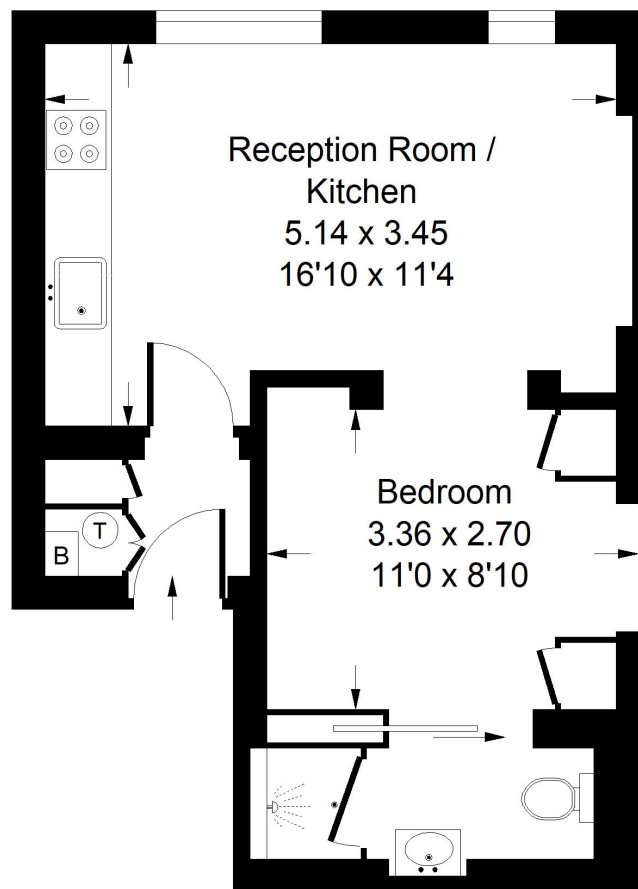 Reception Room /
Kitchen
5.14 x 3.45
16'10 x 11'4
T
B
Bedroom
3.36 x 2.70
11'0 x 8'10